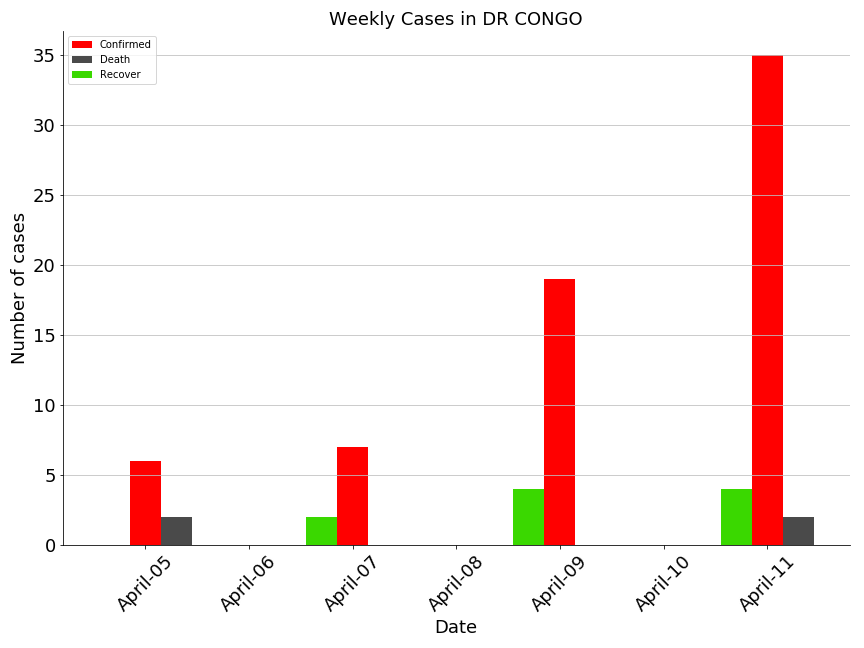 Weekly Cases in DR CONGO
Confirmed
Death
Recover
Number of cases
35
30
25
20
15
10
5
0
April-05
April-06
April-07
April-08
April-09
April-10
April-11
Date